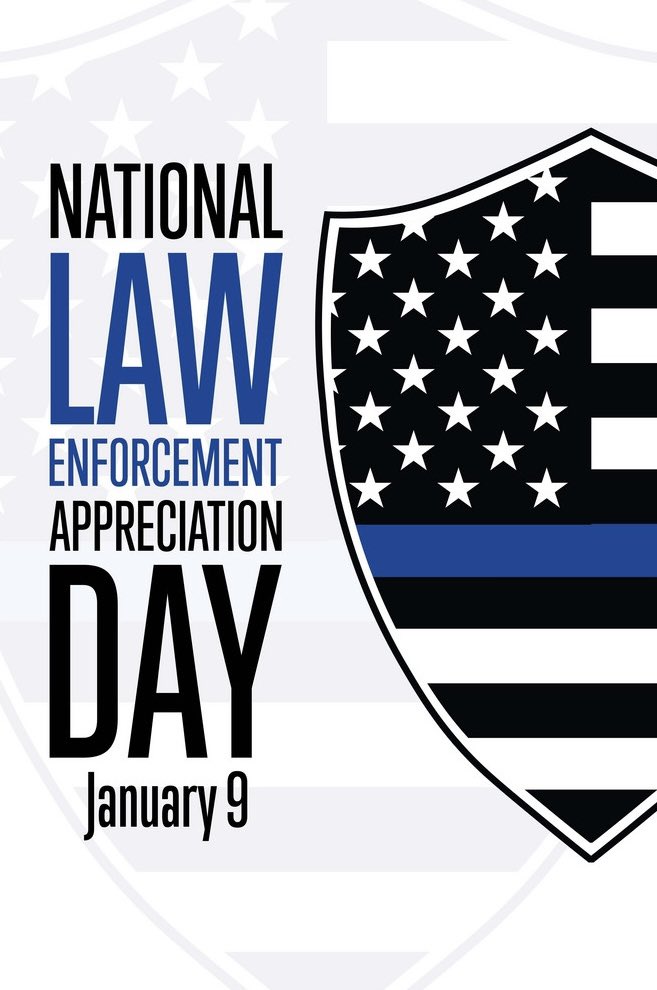 NATIONAL
LAW
ENFORCEMENT
APPRECIATION
DAY
January 9